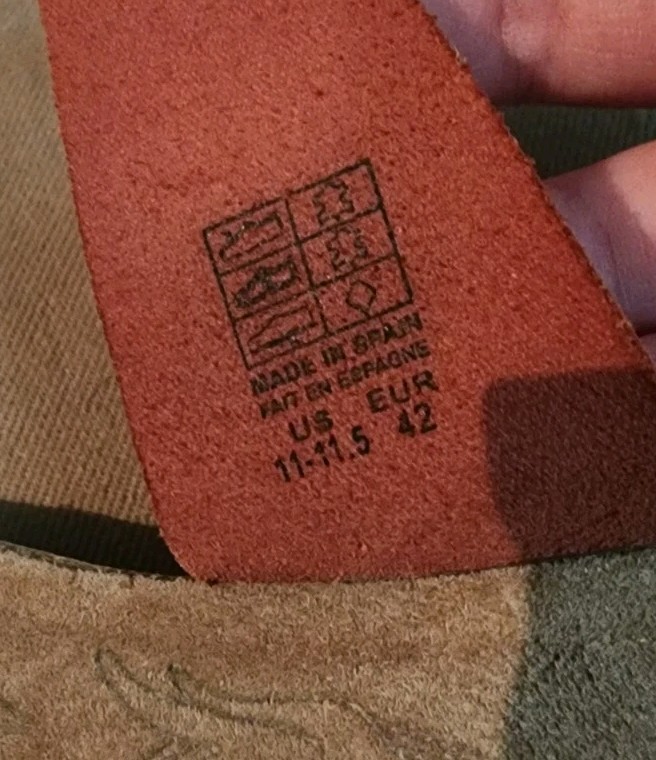 MADE IN SPAIN
FAIT EN ESPAGNE
US EUR
11-11.5 42